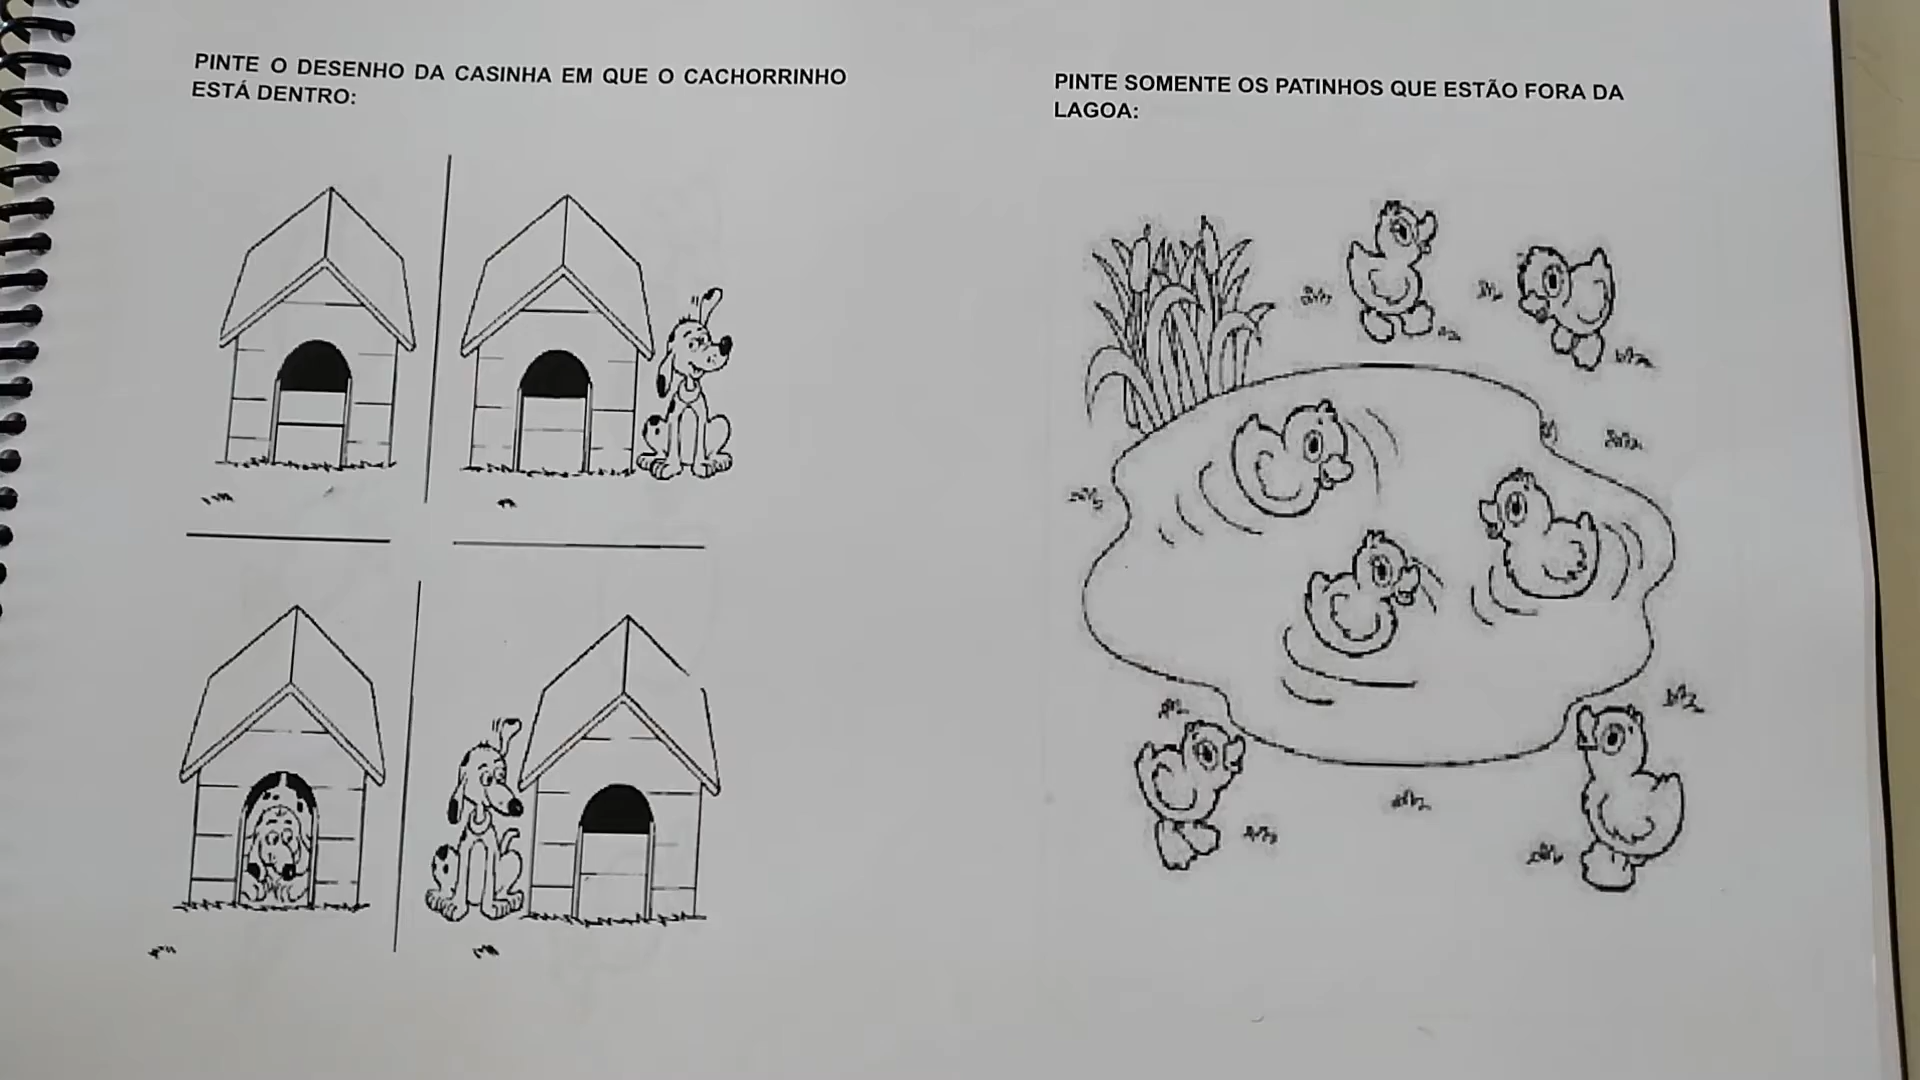 PINTE O DESENHO DA CASINHA EM QUE O CACHORRINHO
ESTÁ DENTRO:
PINTE SOMENTE OS PATINHOS QUE ESTÃO FORA DA
LAGOA: